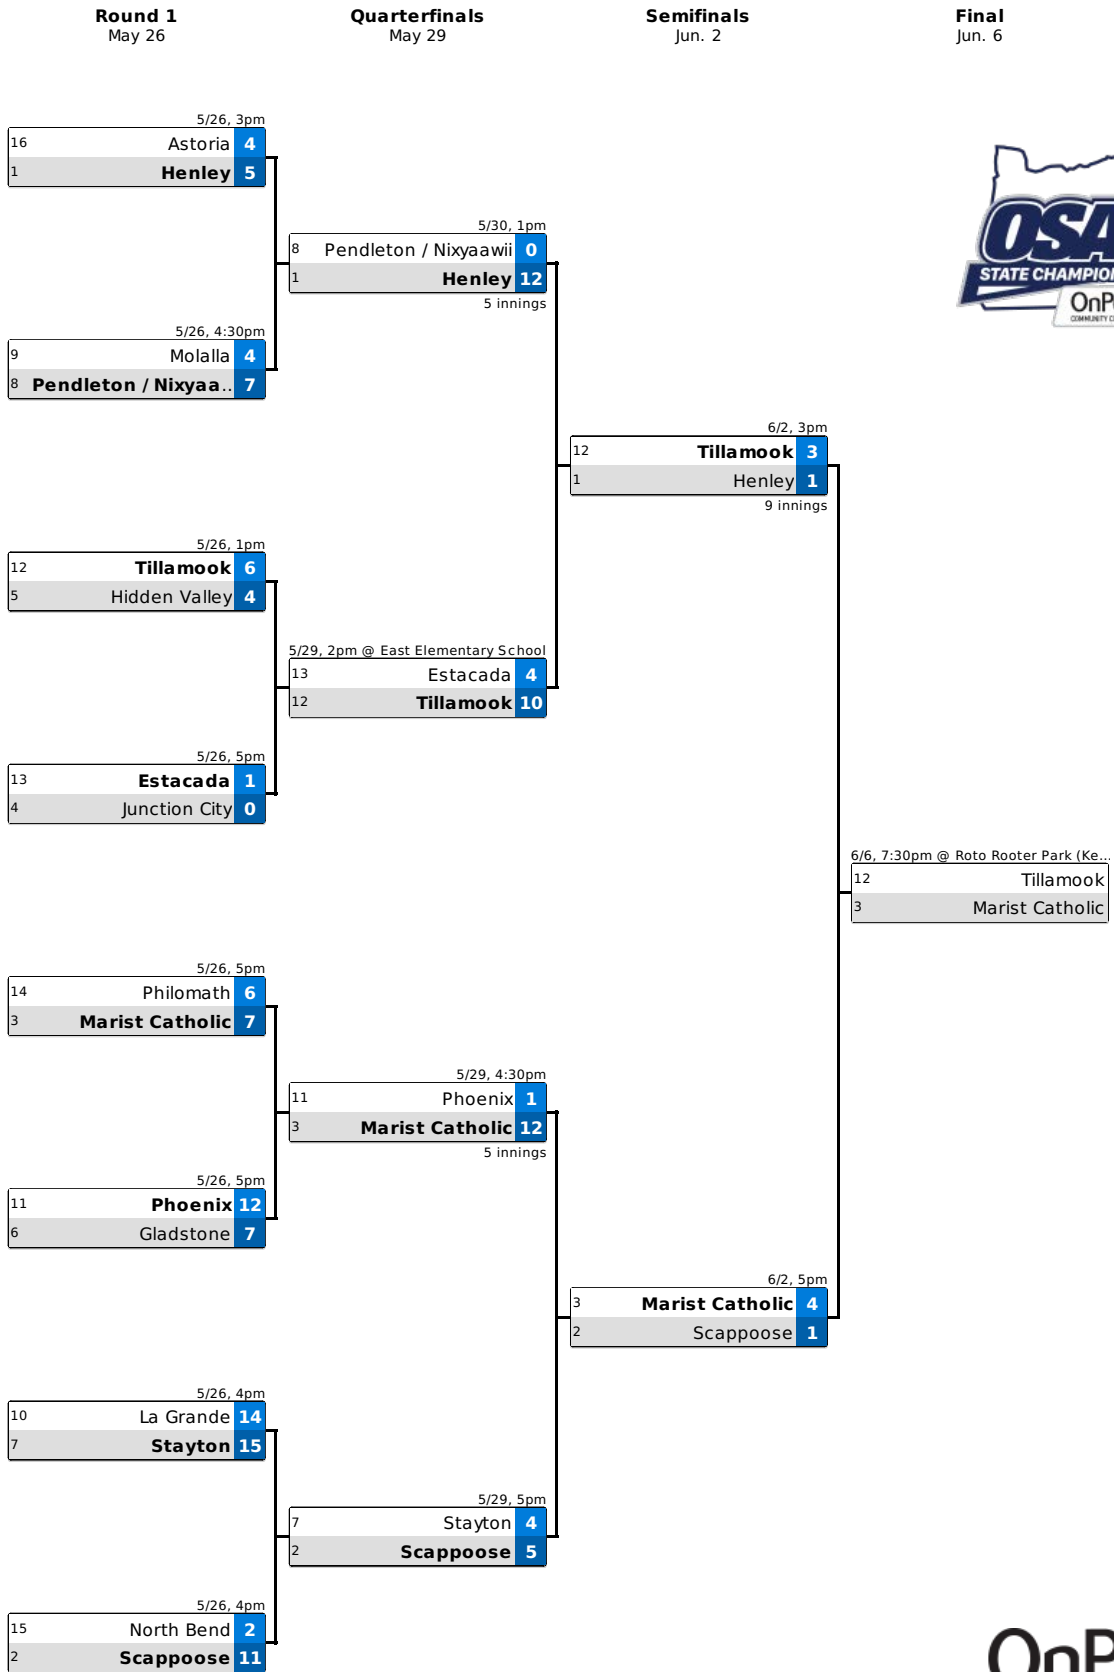 Round 1
May 26
Quarterfinals
May 29
Semifinals
Jun. 2
Final
Jun. 6
5/26, 3pm
16 Astoria 4
1 Henley 5
5/30, 1pm
8 Pendleton / Nixyaawii 0
1 Henley 12
5 innings
5/26, 4:30pm
9 Molalla 4
8 Pendleton / Nixyaa.. 7
6/2, 3pm
12 Tillamook 3
1 Henley 1
9 innings
5/26, 1pm
12 Tillamook 6
5 Hidden Valley 4
5/29, 2pm @ East Elementary School
13 Estacada 4
12 Tillamook 10
5/26, 5pm
13 Estacada 1
4 Junction City 0
6/6, 7:30pm @ Roto Rooter Park (Ke...
12 Tillamook
3 Marist Catholic
5/26, 5pm
14 Philomath 6
3 Marist Catholic 7
5/29, 4:30pm
11 Phoenix 1
3 Marist Catholic 12
5 innings
5/26, 5pm
11 Phoenix 12
6 Gladstone 7
6/2, 5pm
3 Marist Catholic 4
2 Scappoose 1
5/26, 4pm
10 La Grande 14
7 Stayton 15
5/29, 5pm
7 Stayton 4
2 Scappoose 5
5/26, 4pm
15 North Bend 2
2 Scappoose 11
OSA
STATE CHAMPION
OnP
COMMUNITY C
OnP